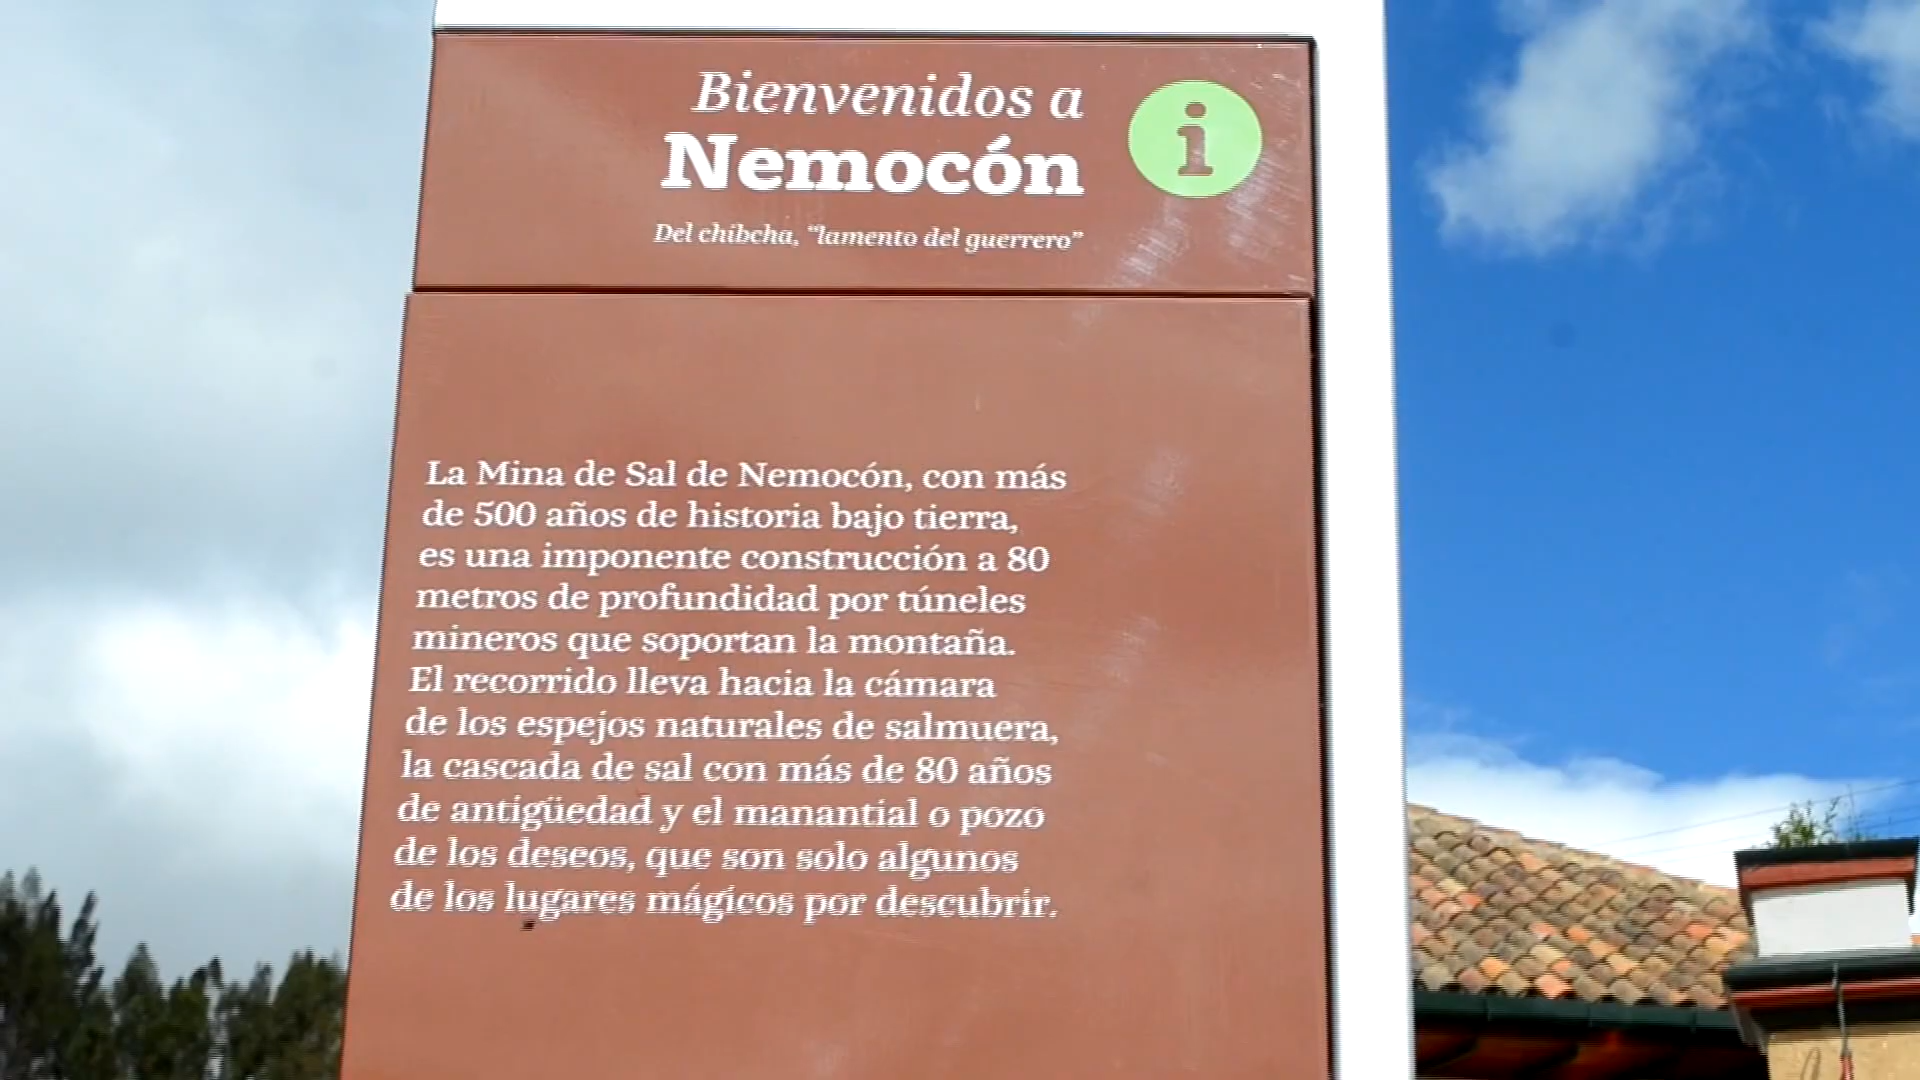 Bienvenidos a
Nemocón
i
Del chibcha, “lamento del guerrero”
La Mina de Sal de Nemocón, con más
de 500 años de historia bajo tierra,
es una imponente construcción a 80
metros de profundidad por túneles
mineros que soportan la montaña.
El recorrido lleva hacia la cámara
de los espejos naturales de salmuera,
la cascada de sal con más de 80 años
de antigüedad y el manantial o pozo
de los deseos, que son solo algunos
de los lugares mágicos por descubrir.